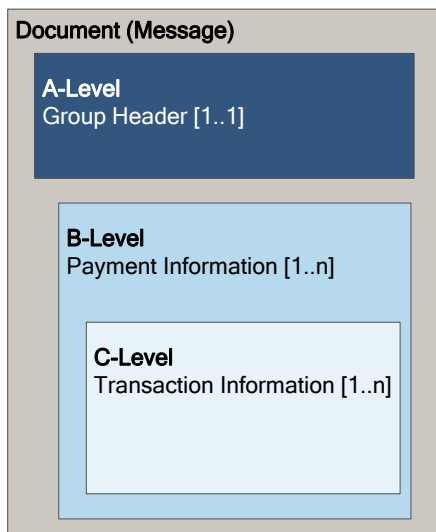 Document (Message)
A-Level
Group Header [1..1]
B-Level
Payment Information [1..n]
C-Level
Transaction Information [1..n]